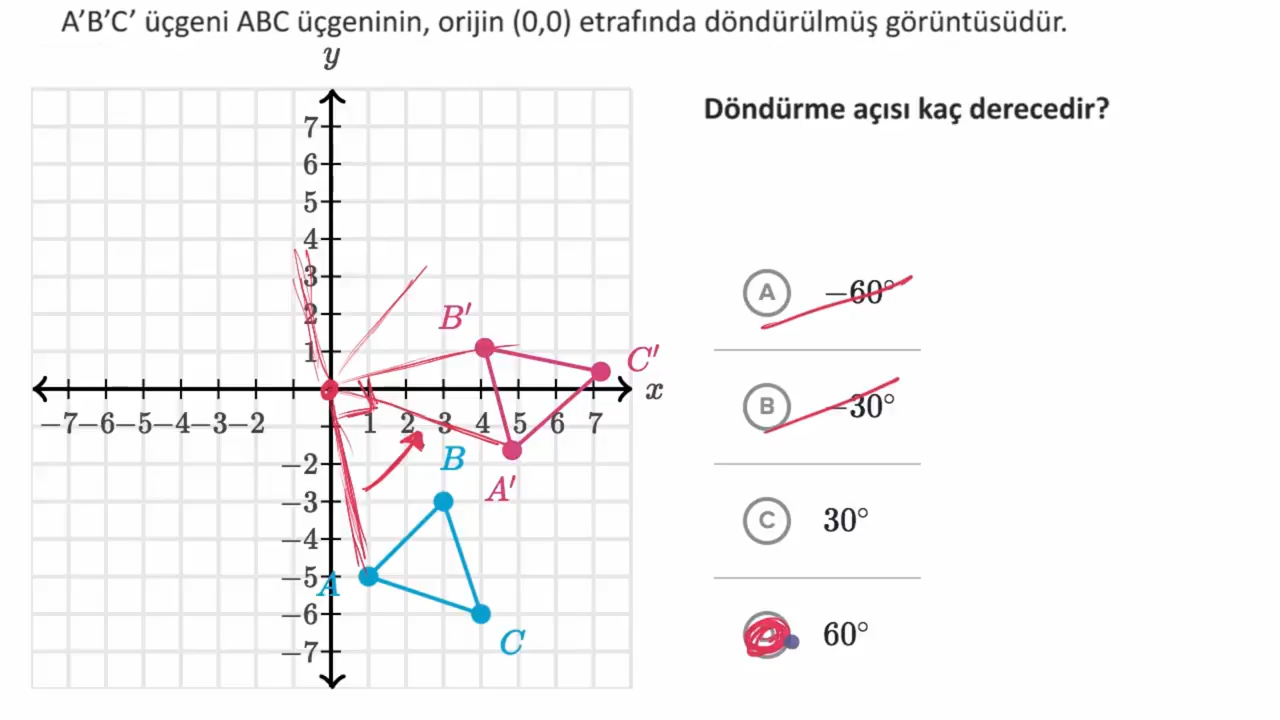 A’B’C’ üçgeni ABC üçgeninin, orijin (0,0) etrafında döndürülmüş görüntüsüdür.
y
Döndürme açısı kaç derecedir?
7
6
5
4
3
2
1
B′
C′
x
−7 −6 −5 −4 −3 −2 − 1 2 3 4 5 6 7
−2
B
A′
−3
−4
−5
A
−6
C
−7
A −60°
B −30°
C 30°
60°